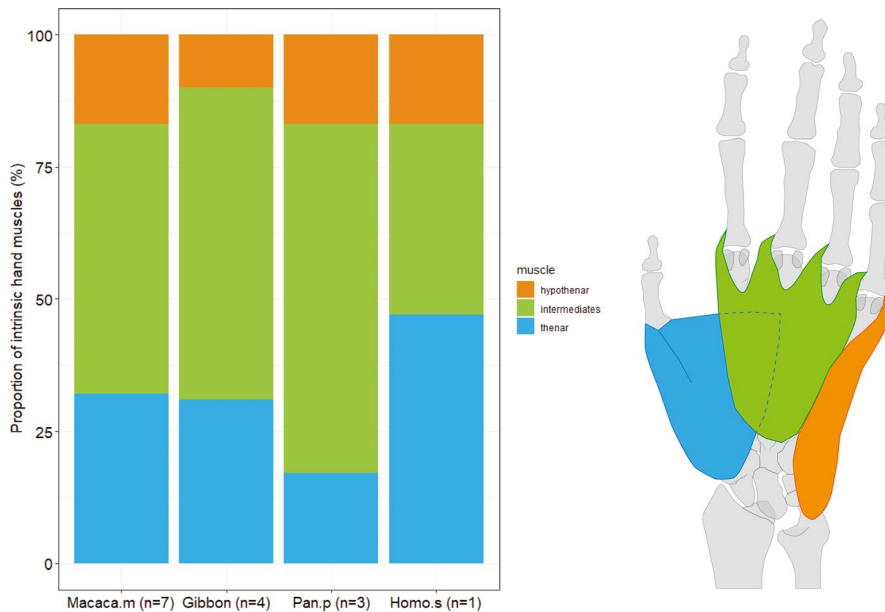 Proportion of intrinsic hand muscles (%)
100
75
50
25
0
Macaca.m (n=7)
Gibbon (n=4)
Pan.p (n=3)
Homo.s (n=1)
muscle
hypothenar
intermediates
thenar